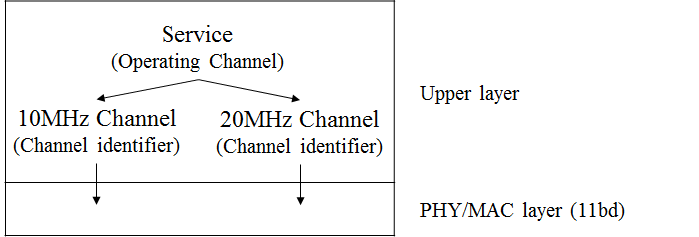 Service
(Operating Channel)
Upper layer
10MHz Channel
20MHz Channel
(Channel identifier)
(Channel identifier)
PHY/MAC layer (11bd)